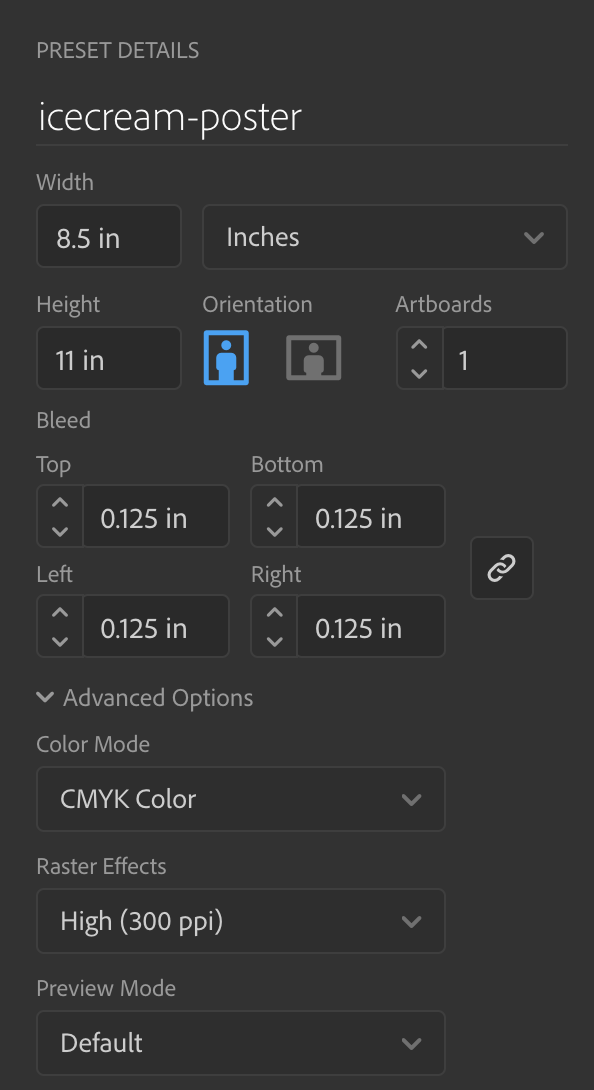 PRESET DETAILS
icecream-poster
Width
8.5 in Inches
Height Orientation Artboards
11 in 1
Bleed
Top Bottom
0.125 in 0.125 in
Left Right
0.125 in 0.125 in
Advanced Options
Color Mode
CMYK Color
Raster Effects
High (300 ppi)
Preview Mode
Default